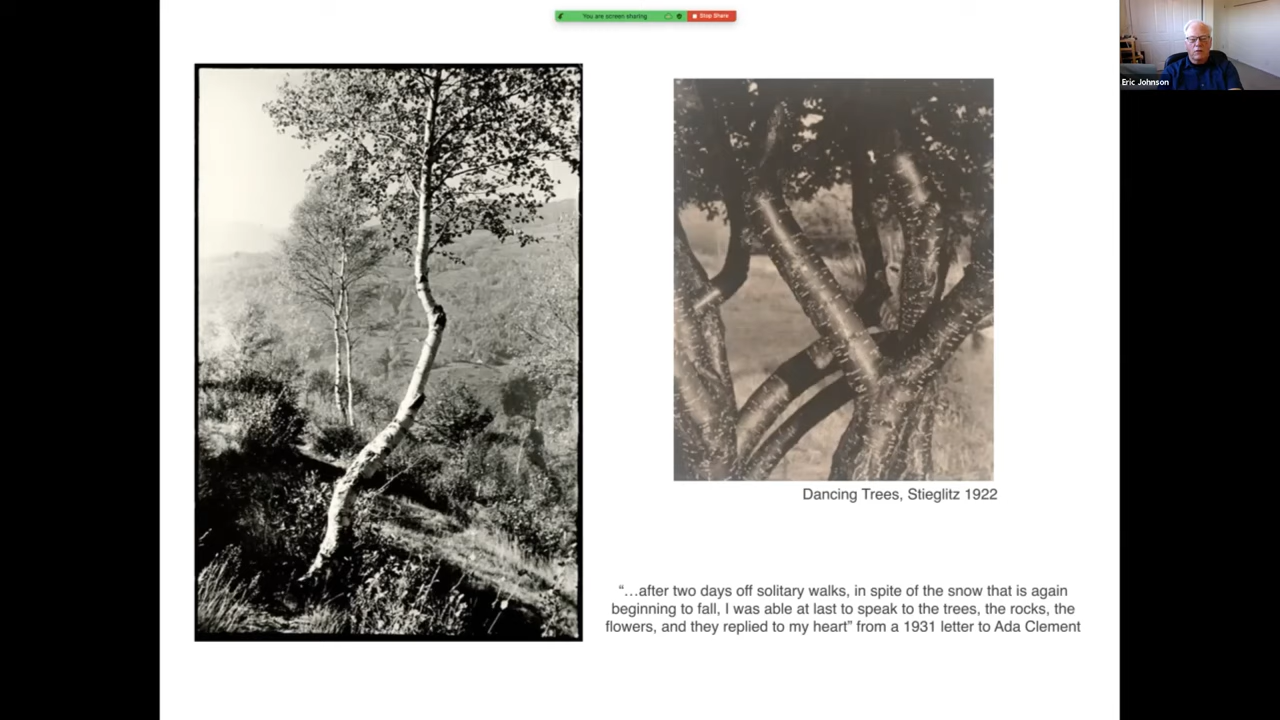 You are screen sharing
Stop Share
Eric Johnson
Dancing Trees, Stieglitz 1922
“…after two days off solitary walks, in spite of the snow that is again
beginning to fall, I was able at last to speak to the trees, the rocks, the
flowers, and they replied to my heart” from a 1931 letter to Ada Clement